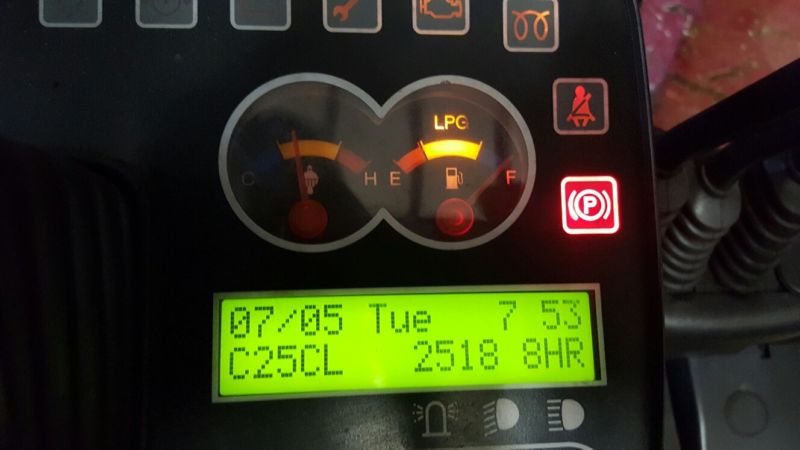 LPG
C H E F
P
07/05 Tue 7 53
C25CL 2518 8HR